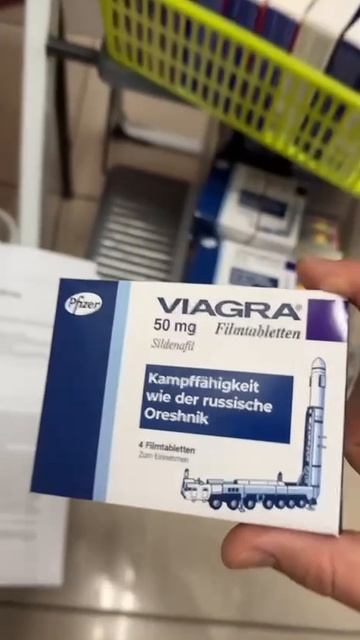 Pfizer
VIAGRA®
50 mg Filmtabletten
Sildenafil
Kampffähigkeit
wie der russische
Oreshnik
4 Filmtabletten
Zum Einnehmen